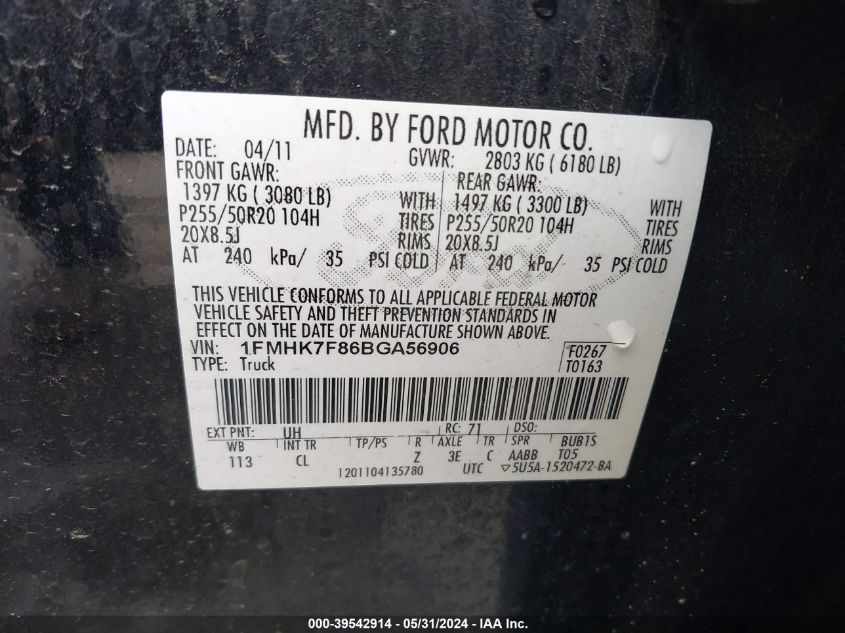 MFD. BY FORD MOTOR CO.
DATE: 04/11 GVWR: 2803 KG ( 6180 LB)
FRONT GAWR: REAR GAWR:
1397 KG ( 3080 LB) WITH 1497 KG ( 3300 LB) WITH
P255/50R20 104H TIRES P255/50R20 104H TIRES
20X8.5J RIMS 20X8.5J RIMS
AT 240 kPa/ 35 PSI COLD AT 240 kPa/ 35 PSI COLD
THIS VEHICLE CONFORMS TO ALL APPLICABLE FEDERAL MOTOR
VEHICLE SAFETY AND THEFT PREVENTION STANDARDS IN
EFFECT ON THE DATE OF MANUFACTURE SHOWN ABOVE.
VIN: 1FMHK7F86BGA56906 F0267
TYPE: Truck T0163
EXT PNT: UH RC: 71 DSO:
WB INT TR TP/PS R AXLE TR SPR BUB1S
113 CL Z 3E C AABB T05
1201104135780 UTC ▽5U5A-1520472-BA
000-39542914 - 05/31/2024 - IAA Inc.